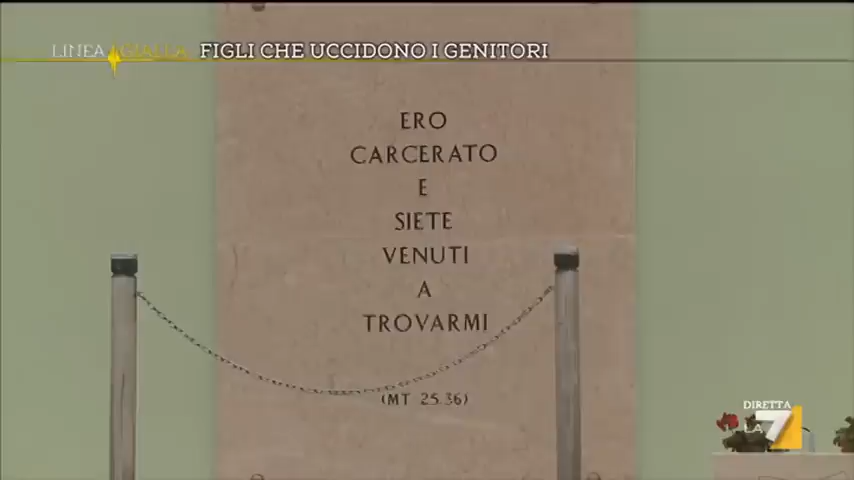 LINEA GIALLA FIGLI CHE UCCIDONO I GENITORI
ERO
CARCERATO
E
SIETE
VENUTI
A
TROVARMI
(MT 25.36)
DIRETTA
LA7